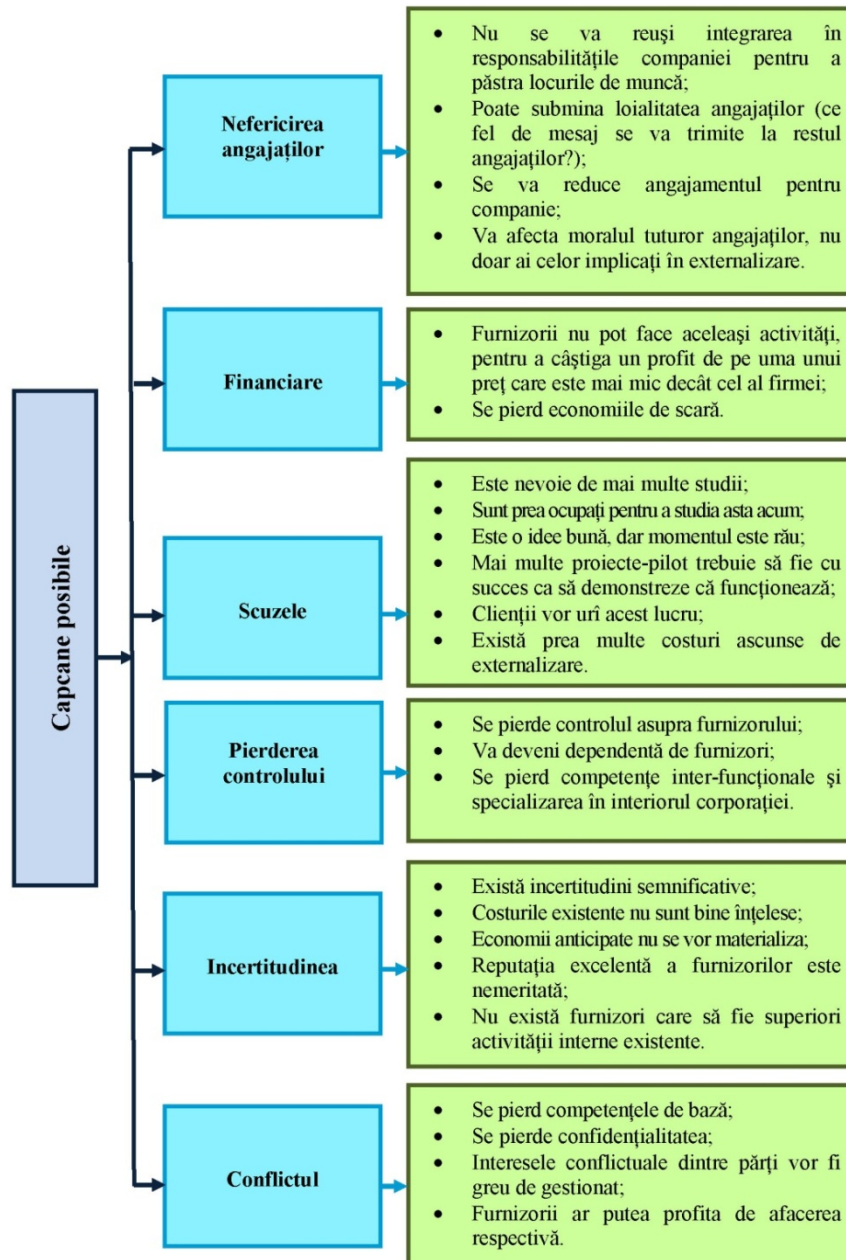 Capcane posibile
Nefericirea
angajaților
• Nu se va reuşi integrarea în
responsabilitățile companiei pentru a
păstra locurile de muncă;
• Poate submina loialitatea angajaților (ce
fel de mesaj se va trimite la restul
angajaților?);
• Se va reduce angajamentul pentru
companie;
• Va afecta moralul tuturor angajaților, nu
doar ai celor implicați în externalizare.
Financiare
• Furnizorii nu pot face aceleaşi activități,
pentru a câştiga un profit de pe uma unui
preț care este mai mic decât cel al firmei;
• Se pierd economiile de scară.
Scuzele
• Este nevoie de mai multe studii;
• Sunt prea ocupați pentru a studia asta acum;
• Este o idee bună, dar momentul este rău;
• Mai multe proiecte-pilot trebuie să fie cu
succes ca să demonstreze că funcționează;
• Clienții vor urî acest lucru;
• Există prea multe costuri ascunse de
externalizare.
Pierderea
controlului
• Se pierde controlul asupra furnizorului;
• Va deveni dependentă de furnizori;
• Se pierd competențe inter-funcționale şi
specializarea în interiorul corporației.
Incertitudinea
• Există incertitudini semnificative;
• Costurile existente nu sunt bine înțelese;
• Economii anticipate nu se vor materializa;
• Reputația excelentă a furnizorilor este
nemeritată;
• Nu există furnizori care să fie superiori
activității interne existente.
Conflictul
• Se pierd competențele de bază;
• Se pierde confidențialitatea;
• Interesele conflictuale dintre părți vor fi
greu de gestionat;
• Furnizorii ar putea profita de afacerea
respectivă.